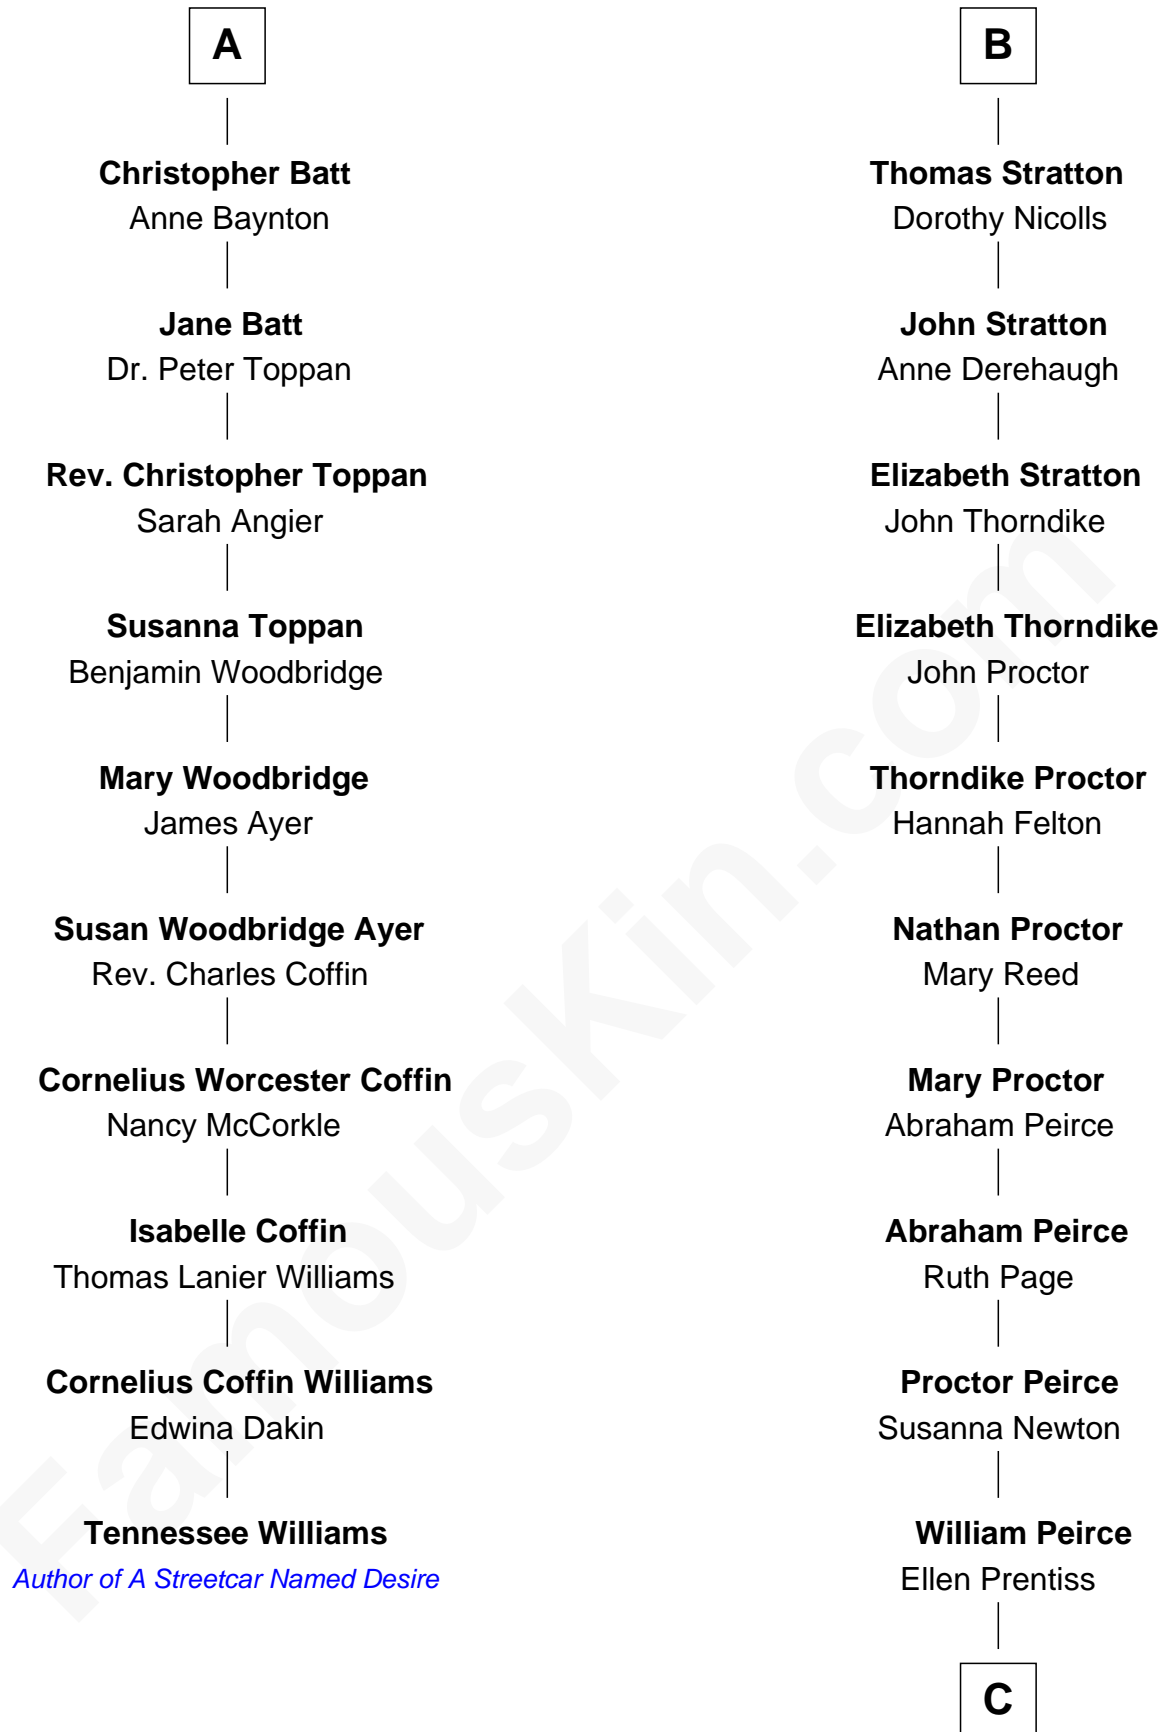 A
Christopher Batt
Anne Baynton
Jane Batt
Dr. Peter Toppan
Rev. Christopher Toppan
Sarah Angier
Susanna Toppan
Benjamin Woodbridge
Mary Woodbridge
James Ayer
Susan Woodbridge Ayer
Rev. Charles Coffin
Cornelius Worcester Coffin
Nancy McCorkle
Isabelle Coffin
Thomas Lanier Williams
Cornelius Coffin Williams
Edwina Dakin
Tennessee Williams
Author of A Streetcar Named Desire
B
Thomas Stratton
Dorothy Nicolls
John Stratton
Anne Derehaugh
Elizabeth Stratton
John Thorndike
Elizabeth Thorndike
John Proctor
Thorndike Proctor
Hannah Felton
Nathan Proctor
Mary Reed
Mary Proctor
Abraham Peirce
Abraham Peirce
Ruth Page
Proctor Peirce
Susanna Newton
William Peirce
Ellen Prentiss
C
FamousKin.com